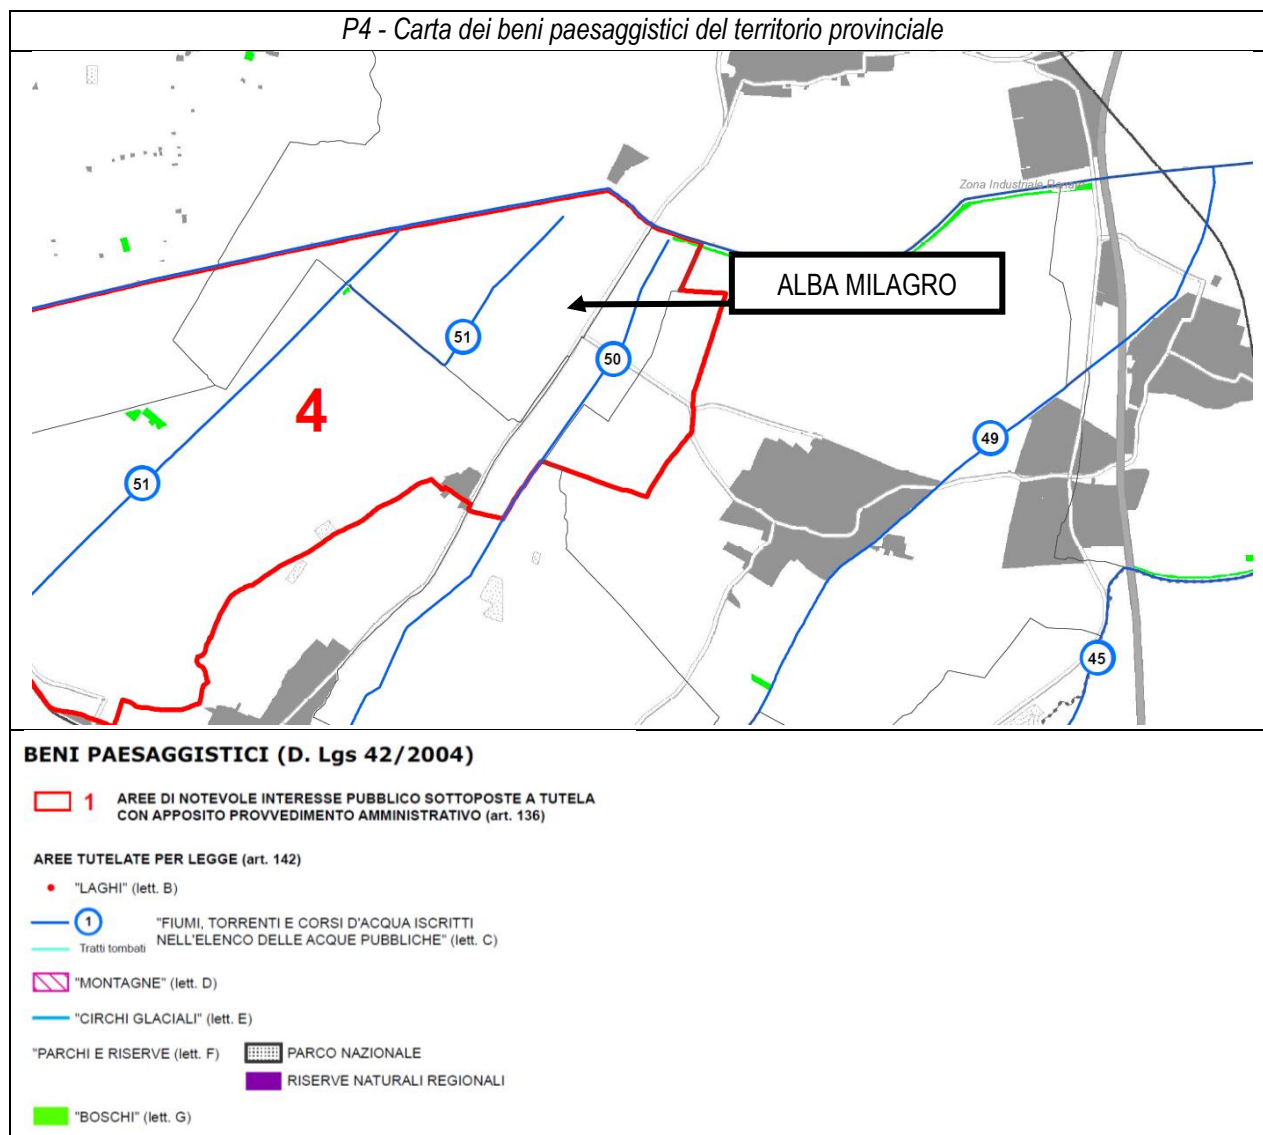 P4 - Carta dei beni paesaggistici del territorio provinciale
Zona Industriale
ALBA MILAGRO
51
50
4
49
51
45
BENI PAESAGGISTICI (D. Lgs 42/2004)
1 AREE DI NOTEVOLE INTERESSE PUBBLICO SOTTOPOSTE A TUTELA
CON APPOSITO PROVVEDIMENTO AMMINISTRATIVO (art. 136)
AREE TUTELATE PER LEGGE (art. 142)
"LAGHI" (lett. B)
1 "FIUMI, TORRENTI E CORSI D'ACQUA ISCRITTI
Tratti tombati NELL'ELENCO DELLE ACQUE PUBBLICHE" (lett. C)
"MONTAGNE" (lett. D)
"CIRCHI GLACIALI" (lett. E)
"PARCHI E RISERVE (lett. F) PARCO NAZIONALE
RISERVE NATURALI REGIONALI
"BOSCHI" (lett. G)